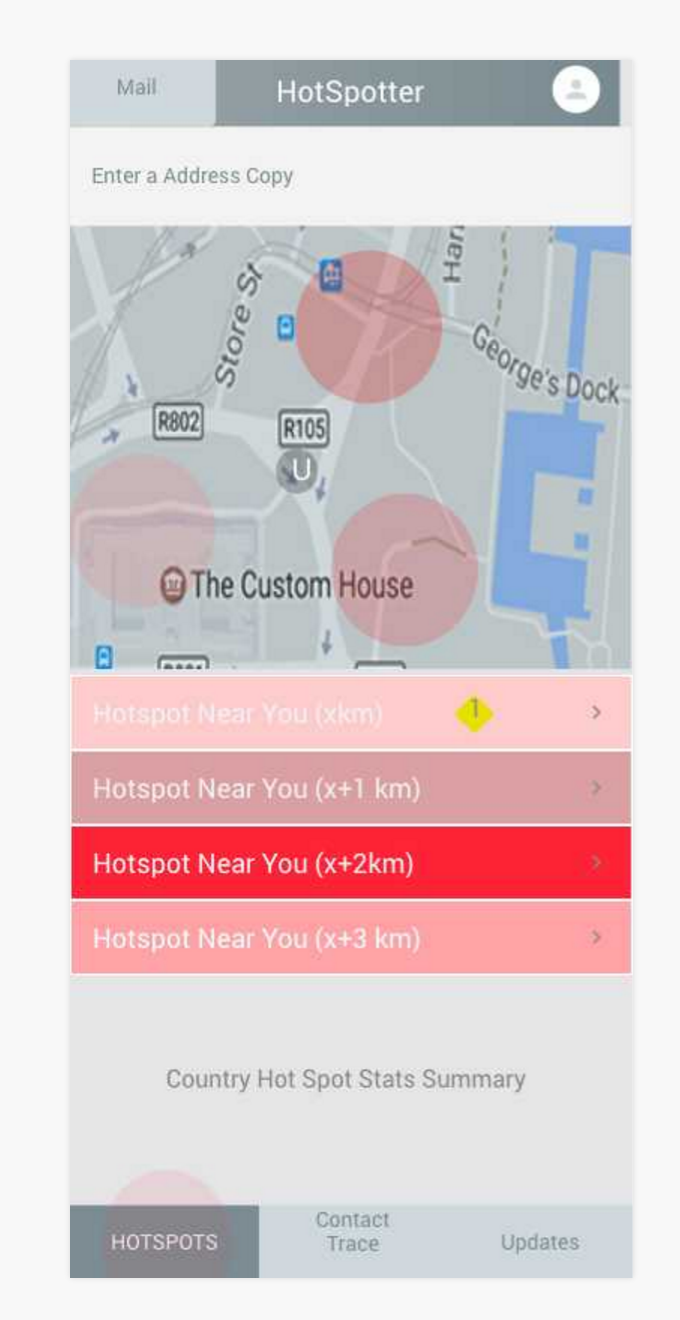 Mail
HotSpotter
Enter a Address Copy
Store St
Han
George's Dock
R802
R105
U
The Custom House
Hotspot Near You (xkm)
1
Hotspot Near You (x+1 km)
Hotspot Near You (x+2km)
Hotspot Near You (x+3 km)
Country Hot Spot Stats Summary
HOTSPOTS
Contact
Trace
Updates